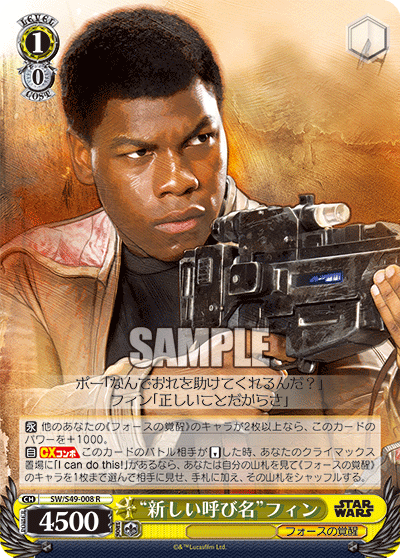 LEVEL
1
0
COST
SAMPLE
ポー「なんでおれを助けてくれるんだ?」
フィン「正しいことだからさ」
永 他のあなたの《フォースの覚醒》のキャラが2枚以上なら、このカードの
パワーを+1000。
自 CXコンボ このカードのバトル相手が した時、あなたのクライマックス
置場に「I can do this!」があるなら、あなたは自分の山札を見て《フォースの覚醒》
のキャラを1枚まで選んで相手に見せ、手札に加え、その山札をシャッフルする。
CH SW/S49-008 R
4500
“新しい呼び名”フィン
STAR WARS
フォースの覚醒
©&™Lucasfilm Ltd.